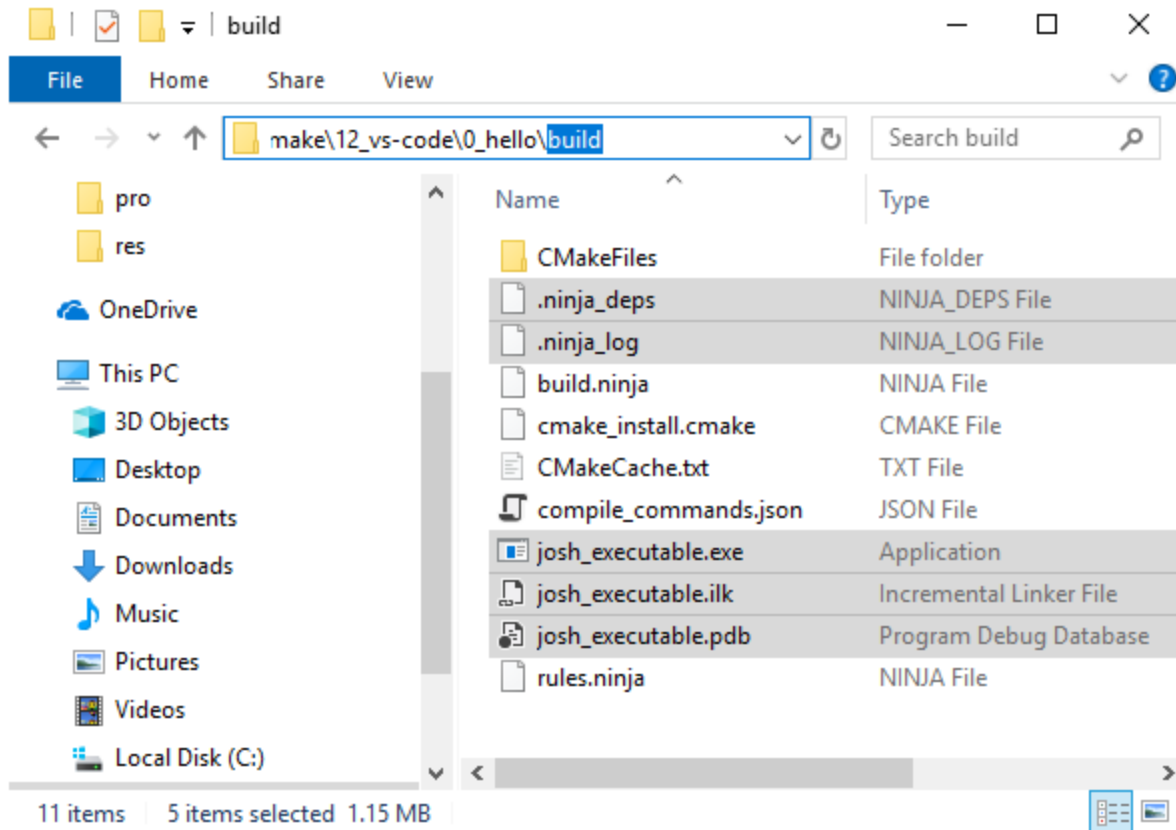 build
File Home Share View
make\12_vs-code\0_hello\build
Search build
pro
res
OneDrive
This PC
3D Objects
Desktop
Documents
Downloads
Music
Pictures
Videos
Local Disk (C:)
Name Type
CMakeFiles File folder
.ninja_deps NINJA_DEPS File
.ninja_log NINJA_LOG File
build.ninja NINJA File
cmake_install.cmake CMAKE File
CMakeCache.txt TXT File
compile_commands.json JSON File
josh_executable.exe Application
josh_executable.ilk Incremental Linker File
josh_executable.pdb Program Debug Database
rules.ninja NINJA File
11 items 5 items selected 1.15 MB